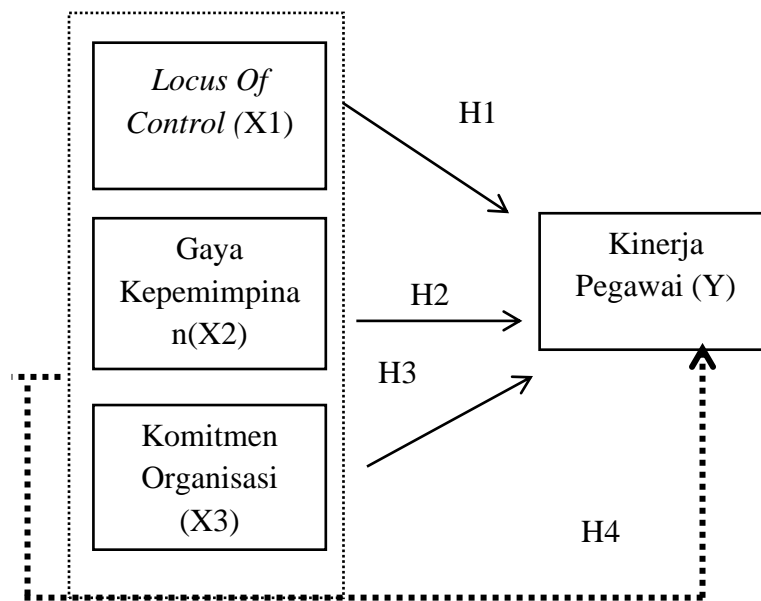 Locus Of
Control (X1)
H1
Gaya
Kepemimpina
n(X2)
H2
Kinerja
Pegawai (Y)
H3
Komitmen
Organisasi
(X3)
H4